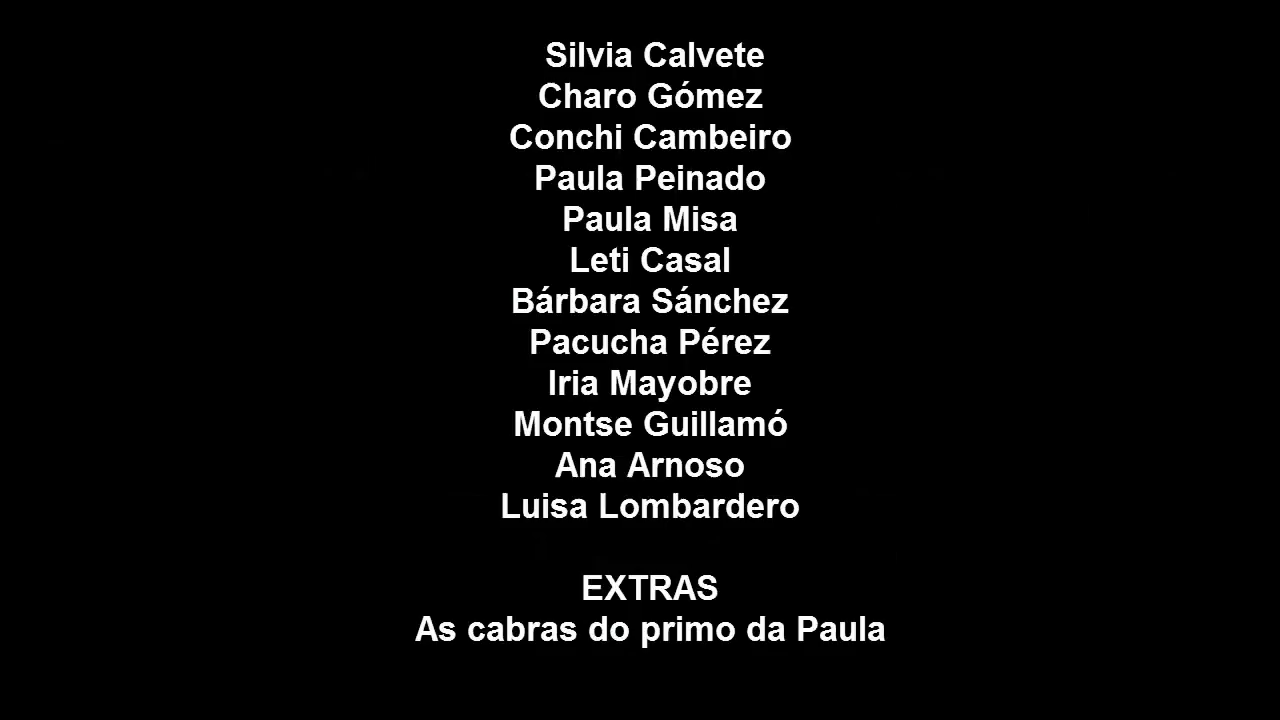 Silvia Calvete
Charo Gómez
Conchi Cambeiro
Paula Peinado
Paula Misa
Leti Casal
Bárbara Sánchez
Pacucha Pérez
Iria Mayobre
Montse Guillamó
Ana Arnoso
Luisa Lombardero
EXTRAS
As cabras do primo da Paula